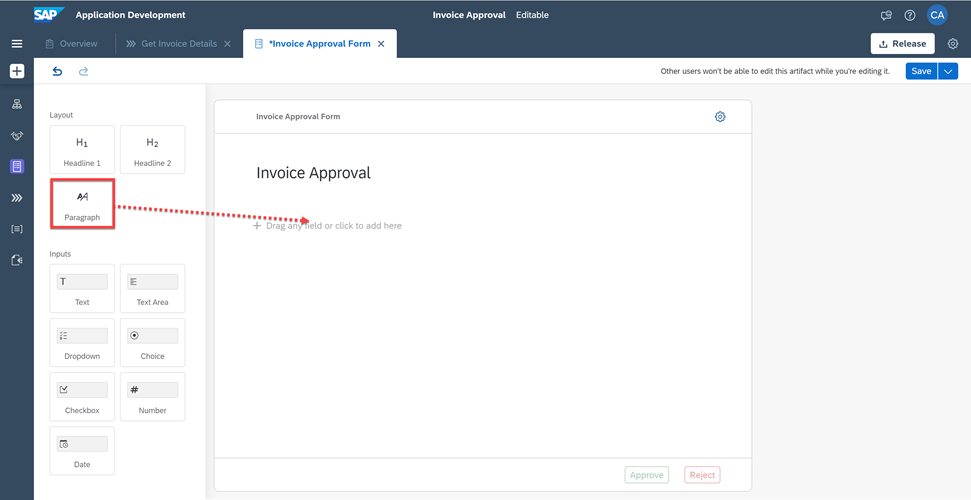 SAP Application Development Invoice Approval Editable CA
Overview Get Invoice Details *Invoice Approval Form Release
Other users won't be able to edit this artifact while you're editing it. Save
Layout
H1 H2
Headline 1 Headline 2
Paragraph
Inputs
T
Text Text Area
Dropdown Choice
#
Checkbox Number
Date
Invoice Approval Form
Invoice Approval
+ Drag any field or click to add here
Approve Reject